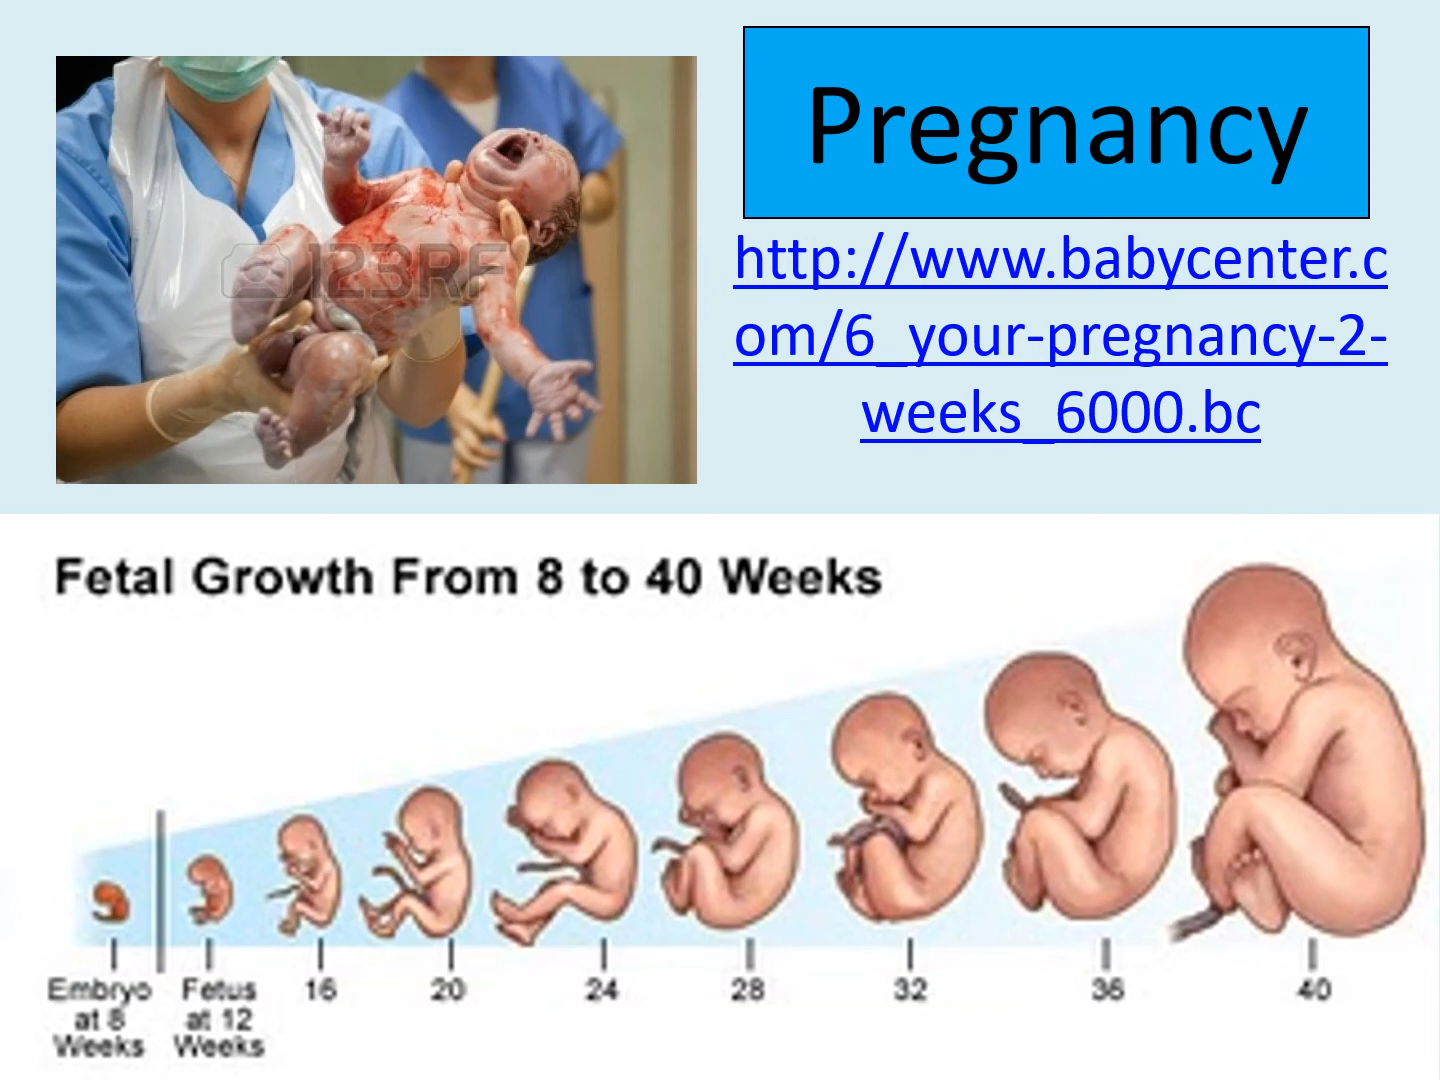 Pregnancy
http://www.babycenter.c
om/6_your-pregnancy-2-
weeks_6000.bc
123RF
Fetal Growth From 8 to 40 Weeks
Embryo at 8 Weeks
Fetus at 12 Weeks
16
20
24
28
32
36
40